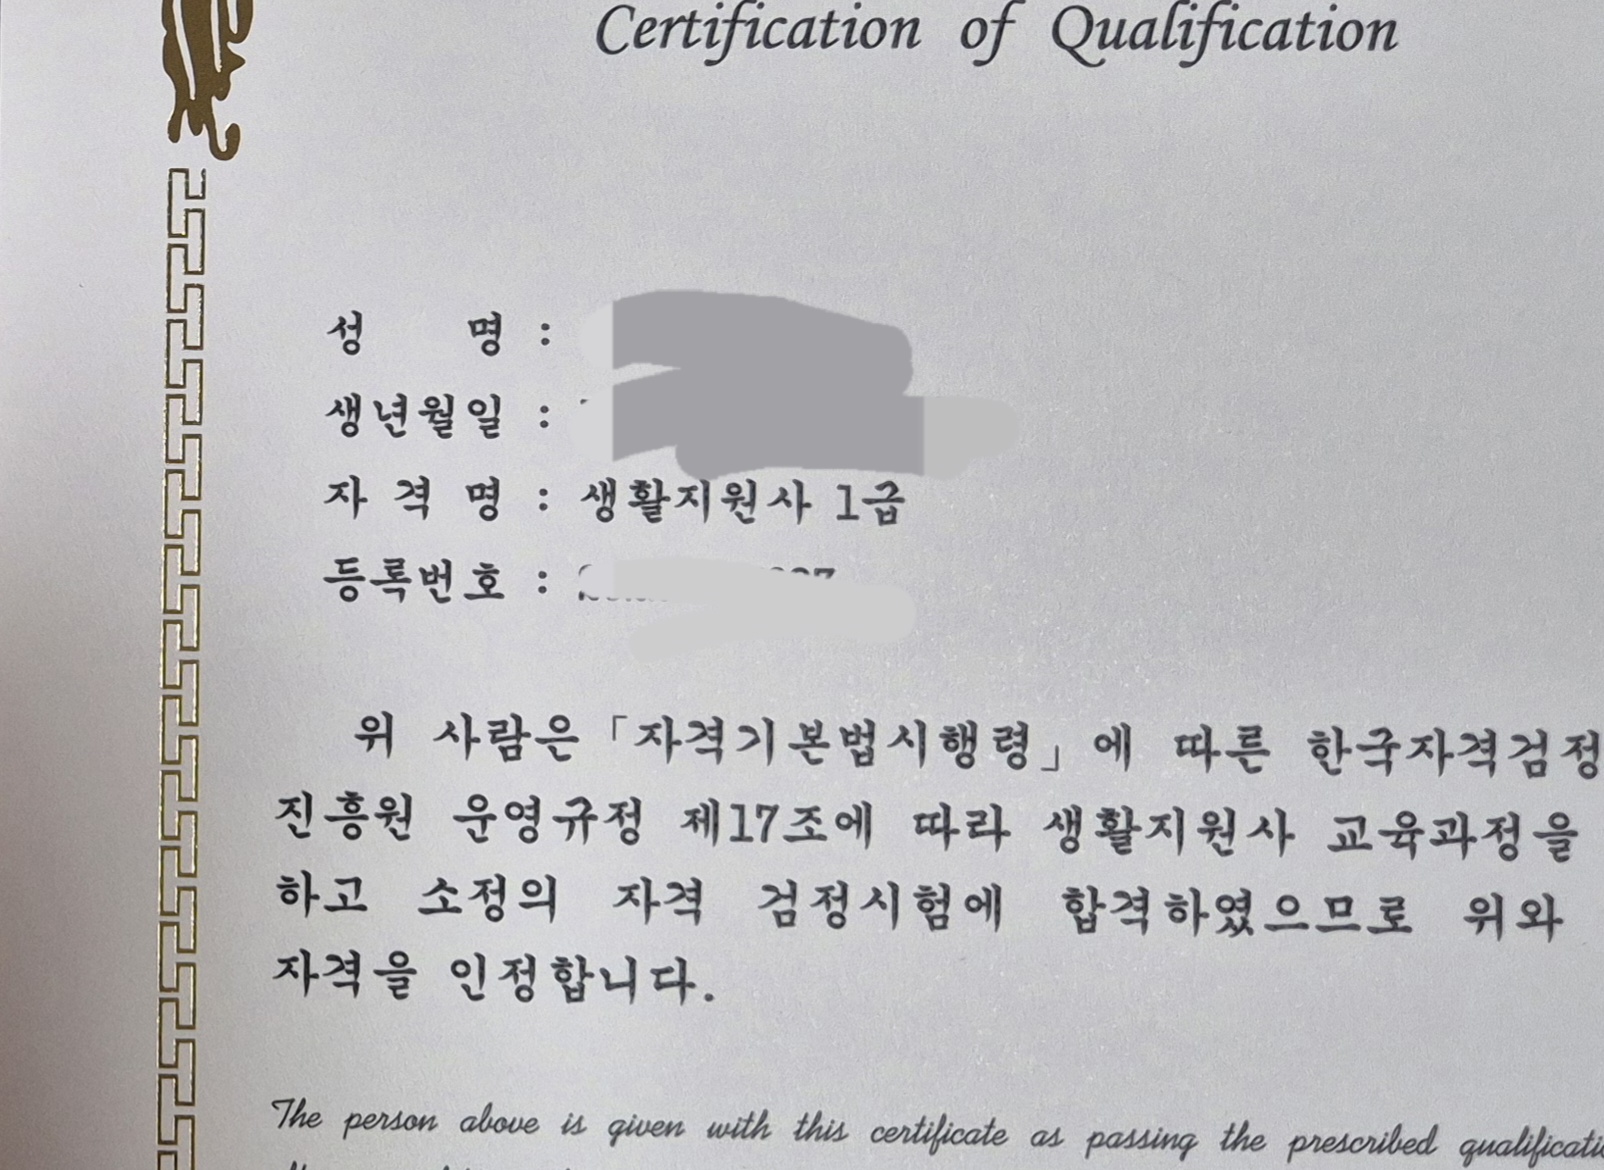 Certification of Qualification
성 명 :
생년월일 :
자 격 명 : 생활지원사 1급
등록번호 :
위 사람은 「자격기본법시행령」에 따른 한국자격검정
진흥원 운영규정 제17조에 따라 생활지원사 교육과정을
하고 소정의 자격 검정시험에 합격하였으므로 위와
자격을 인정합니다.
The person above is given with this certificate as passing the prescribed